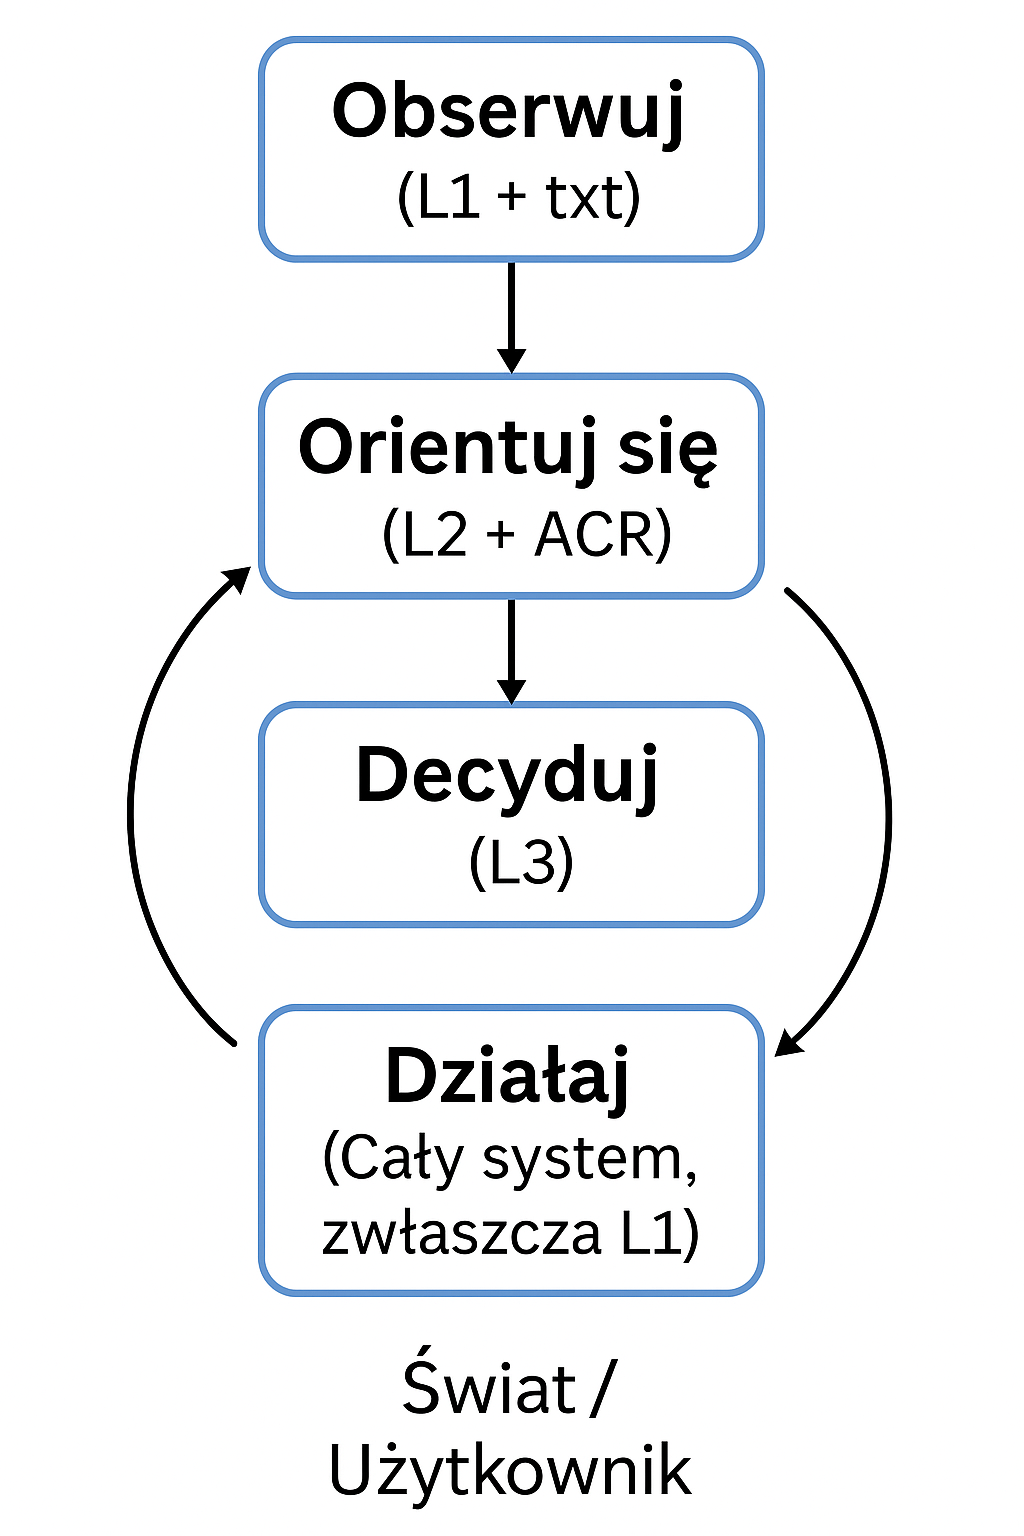 Obserwuj
(L1 + txt)
Orientuj się
(L2 + ACR)
Decyduj
(L3)
Działaj
(Cały system,
zwłaszcza L1)
Świat /
Użytkownik